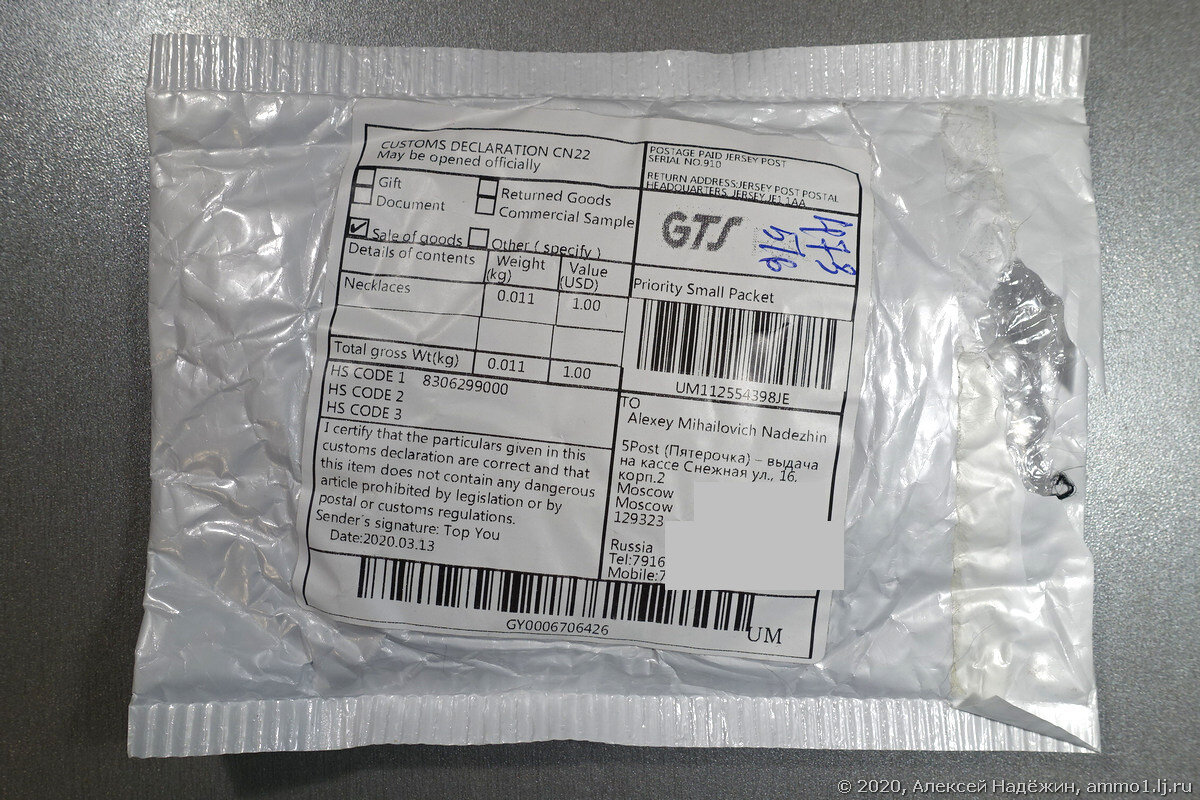 CUSTOMS DECLARATION CN22
May be opened officially
Gift
Document
Returned Goods
Commercial Sample
Sale of goods
Other ( specify )
Details of contents Weight (kg) Value (USD)
Necklaces 0.011 1.00
Total gross Wt(kg) 0.011 1.00
HS CODE 1 8306299000
HS CODE 2
HS CODE 3
I certify that the particulars given in this
customs declaration are correct and that
this item does not contain any dangerous
article prohibited by legislation or by
postal or customs regulations.
Sender´s signature: Top You
Date:2020.03.13
POSTAGE PAID JERSEY POST
SERIAL NO.910
RETURN ADDRESS:JERSEY POST POSTAL
HEADQUARTERS, JERSEY JE1 1AA
GTS
Priority Small Packet
UM112554398JE
TO
Alexey Mihailovich Nadezhin
5Post (Пятерочка) – выдача
на кассе Снежная ул., 16.
корп.2
Moscow
Moscow
129323
Russia
Tel:7916
Mobile:7
GY0006706426
UM
© 2020, Алексей Надёжин, ammo1.lj.ru